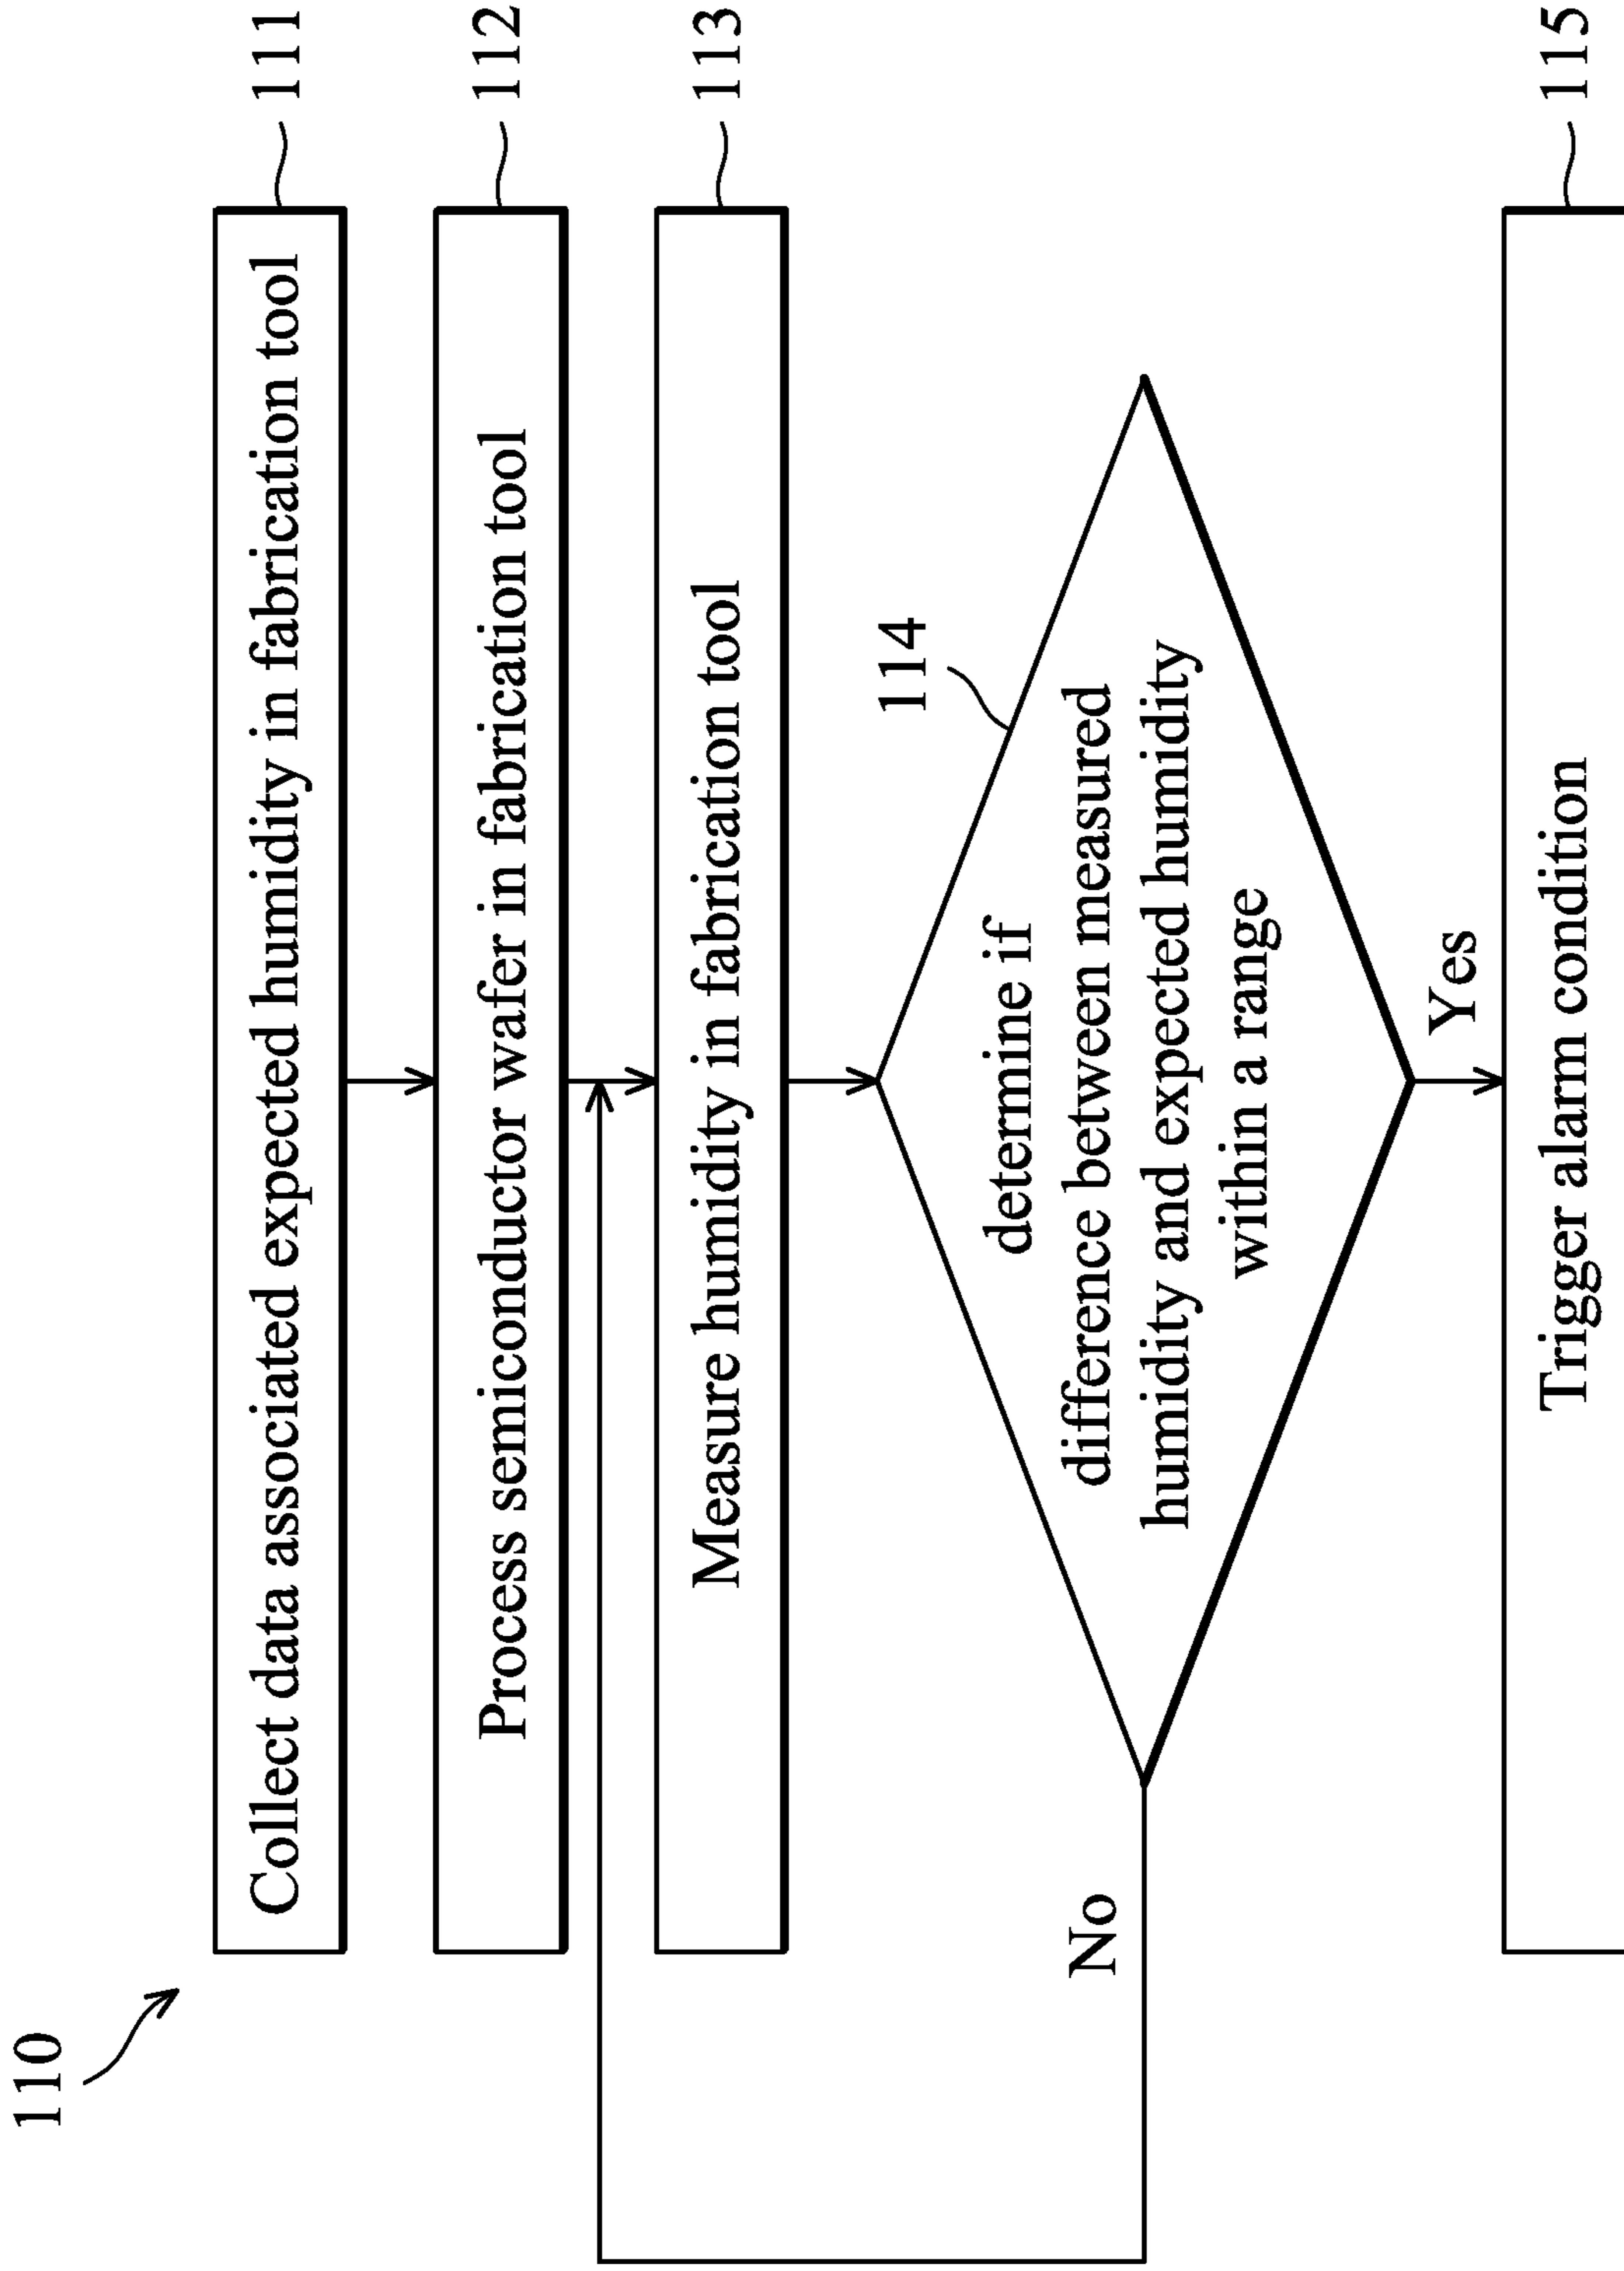 110
Collect data associated expected humidity in fabrication tool
111
Process semiconductor wafer in fabrication tool
112
Measure humidity in fabrication tool
113
114
determine if
difference between measured
humidity and expected humidity
within a range
No
Yes
Trigger alarm condition
115